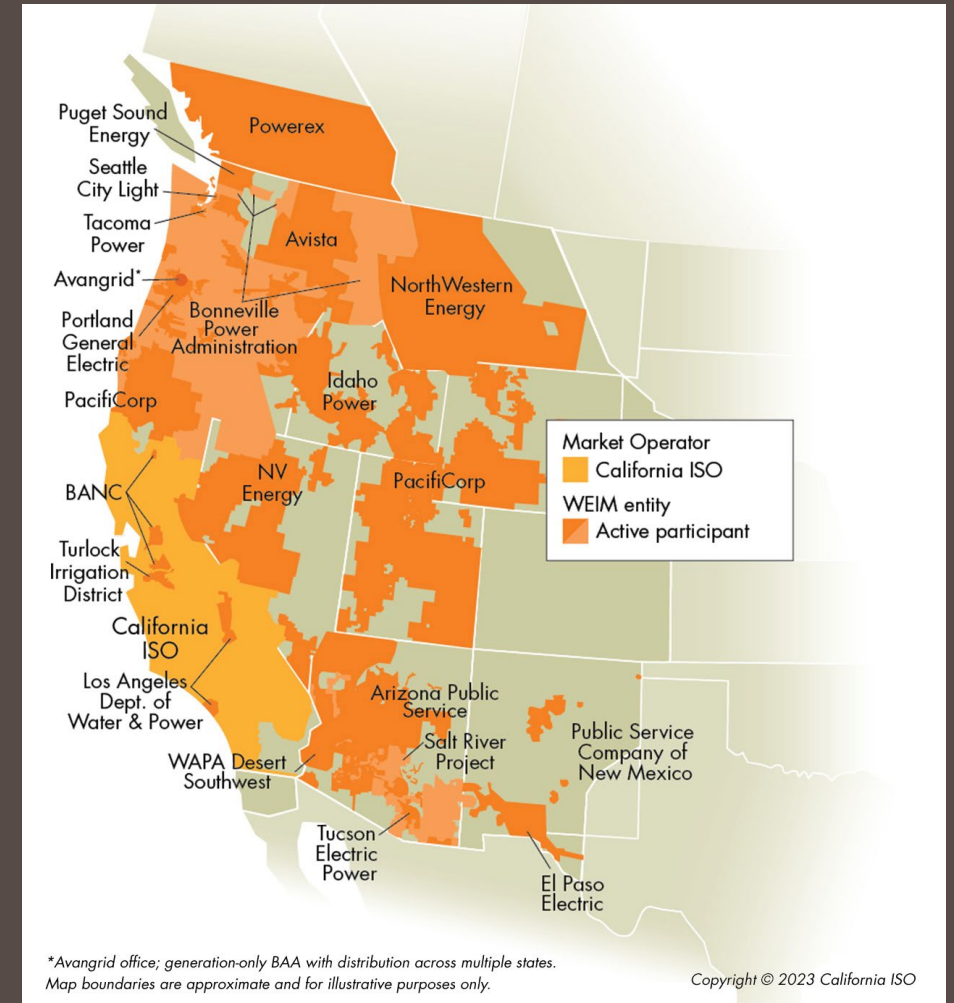 Puget Sound
Energy
Powerex
Seattle
City Light
Tacoma
Power
Avista
Avangrid*
NorthWestern
Energy
Bonneville
Power
Administration
Portland
General
Electric
Idaho
Power
PacifiCorp
Market Operator
California ISO
WEIM entity
Active participant
NV
Energy
PacifiCorp
BANC
Turlock
Irrigation
District
California
ISO
Los Angeles
Dept. of
Water & Power
Arizona Public
Service
Salt River
Project
Public Service
Company of
New Mexico
WAPA Desert
Southwest
Tucson
Electric
Power
El Paso
Electric
*Avangrid office; generation-only BAA with distribution across multiple states.
Map boundaries are approximate and for illustrative purposes only.
Copyright © 2023 California ISO